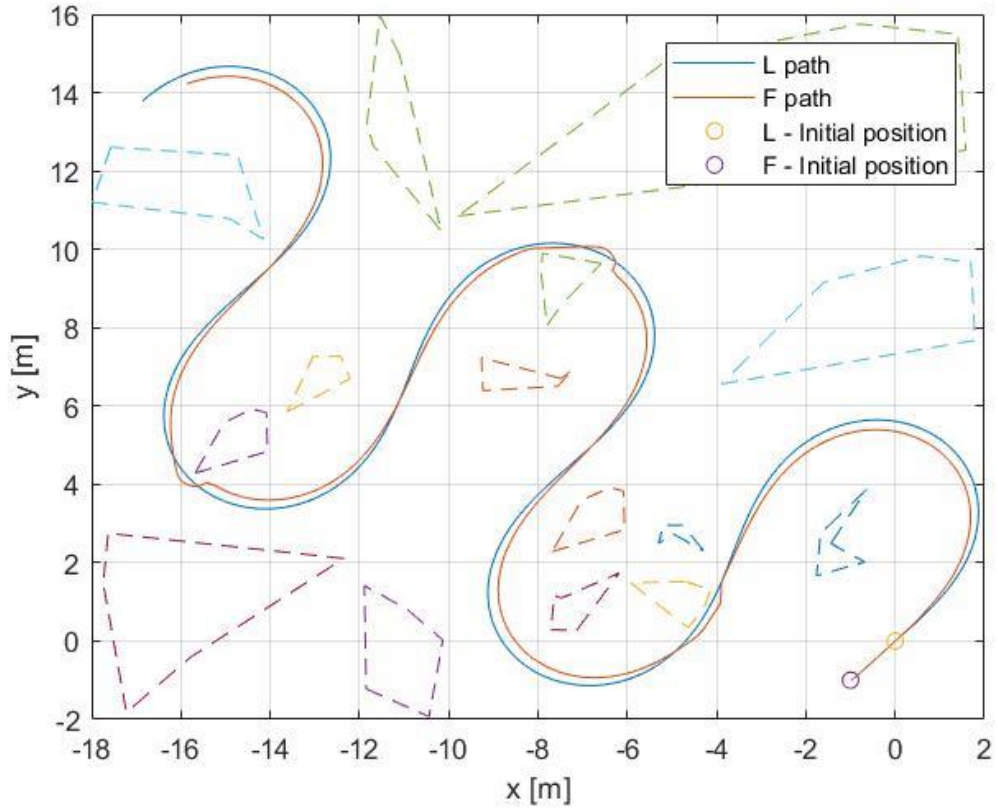 16
14
12
10
8
6
4
2
0
-2
y [m]
L path
F path
L - Initial position
F - Initial position
-18 -16 -14 -12 -10 -8 -6 -4 -2 0 2
x [m]